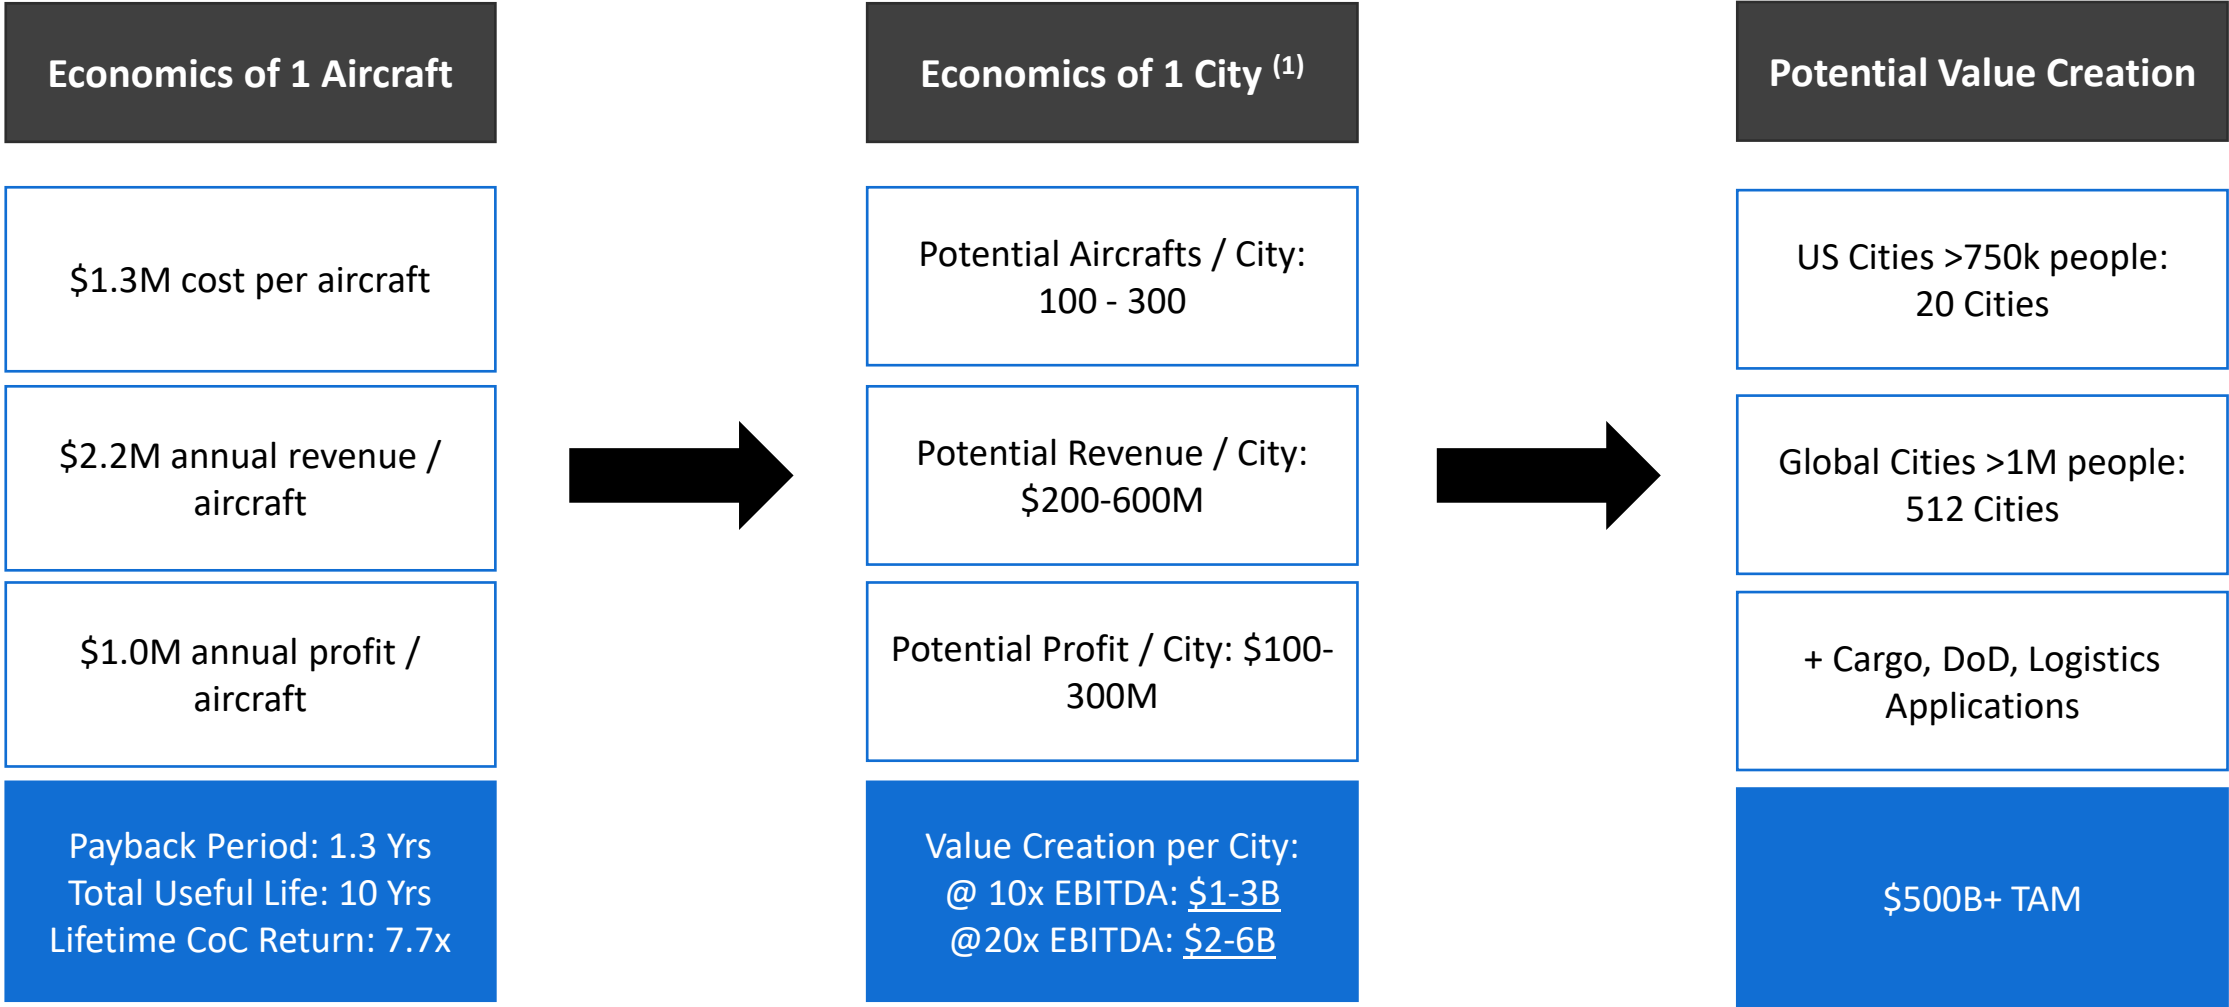 Economics of 1 Aircraft
$1.3M cost per aircraft
$2.2M annual revenue /
aircraft
$1.0M annual profit /
aircraft
Payback Period: 1.3 Yrs
Total Useful Life: 10 Yrs
Lifetime CoC Return: 7.7x
Economics of 1 City (1)
Potential Aircrafts / City:
100 - 300
Potential Revenue / City:
$200-600M
Potential Profit / City: $100-
300M
Value Creation per City:
@ 10x EBITDA: $1-3B
@20x EBITDA: $2-6B
Potential Value Creation
US Cities >750k people:
20 Cities
Global Cities >1M people:
512 Cities
+ Cargo, DoD, Logistics
Applications
$500B+ TAM